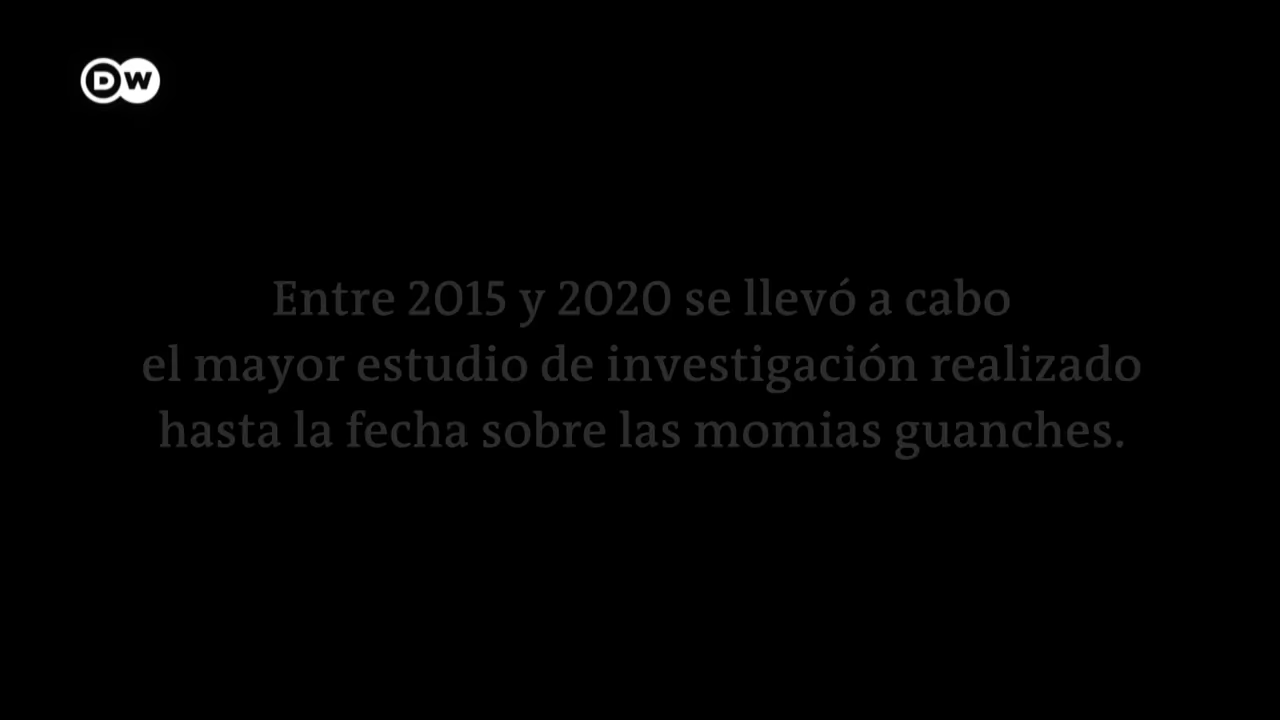 DW
Entre 2015 y 2020 se llevó a cabo
el mayor estudio de investigación realizado
hasta la fecha sobre las momias guanches.